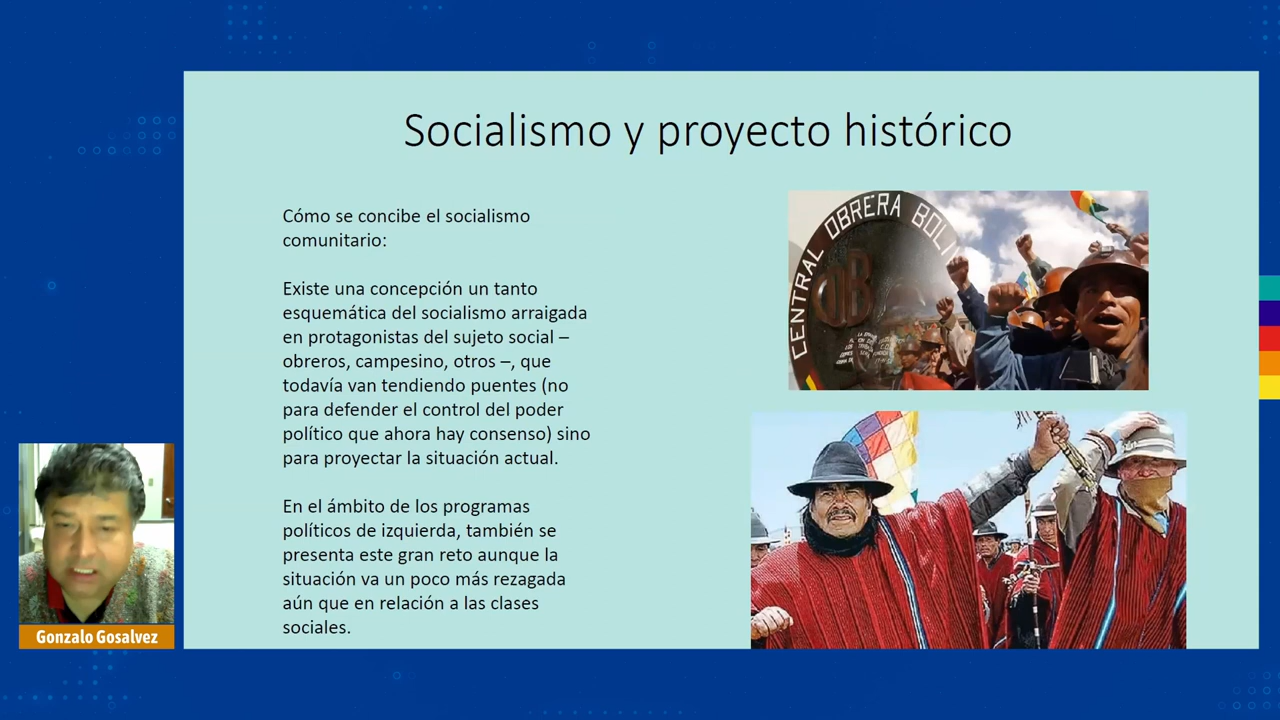 Socialismo y proyecto histórico
Cómo se concibe el socialismo
comunitario:
Existe una concepción un tanto
esquemática del socialismo arraigada
en protagonistas del sujeto social –
obreros, campesino, otros –, que
todavía van tendiendo puentes (no
para defender el control del poder
político que ahora hay consenso) sino
para proyectar la situación actual.
En el ámbito de los programas
políticos de izquierda, también se
presenta este gran reto aunque la
situación va un poco más rezagada
aún que en relación a las clases
sociales.
CENTRAL OBRERA BOLI
Gonzalo Gosalvez